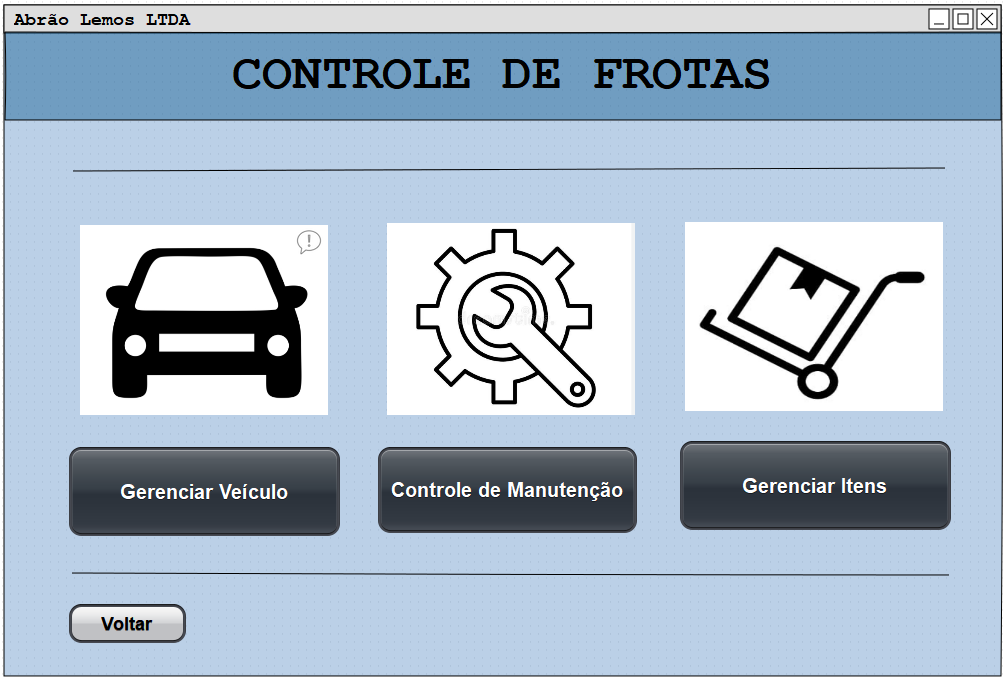 Abrão Lemos LTDA
CONTROLE DE FROTAS
!
Gerenciar Veículo
Controle de Manutenção
Gerenciar Itens
Voltar